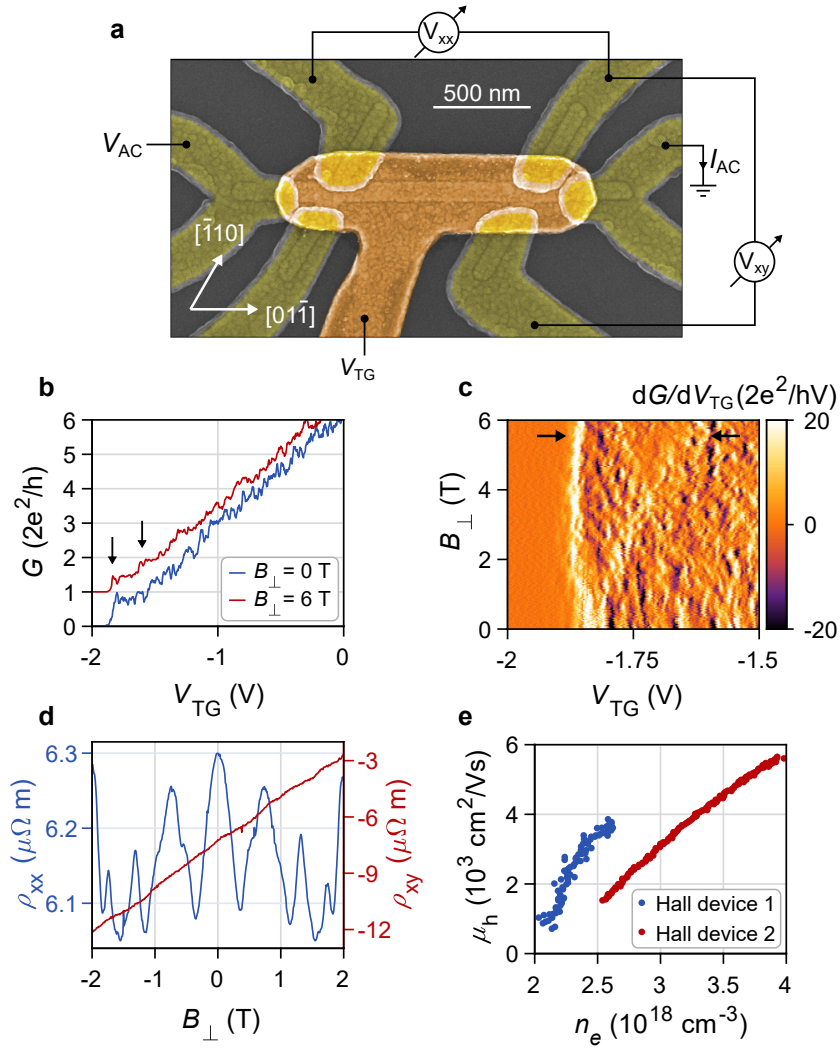 a
V_xx
500 nm
V_AC
I_AC
[1̄10]
[011̄]
V_xy
V_TG
b
c
dG/dV_TG (2e²/hV)
6
5
4
3
2
1
0
G (2e²/h)
B⊥ = 0 T
B⊥ = 6 T
-2
-1
0
V_TG (V)
6
4
2
0
B⊥ (T)
-2
-1.75
-1.5
V_TG (V)
20
0
-20
d
e
6.3
6.2
6.1
ρ_xx (μΩ m)
-3
-6
-9
-12
ρ_xy (μΩ m)
-2
-1
0
1
2
B⊥ (T)
6
4
2
0
μ_h (10³ cm²/Vs)
Hall device 1
Hall device 2
2
2.5
3
3.5
4
n_e (10¹⁸ cm⁻³)